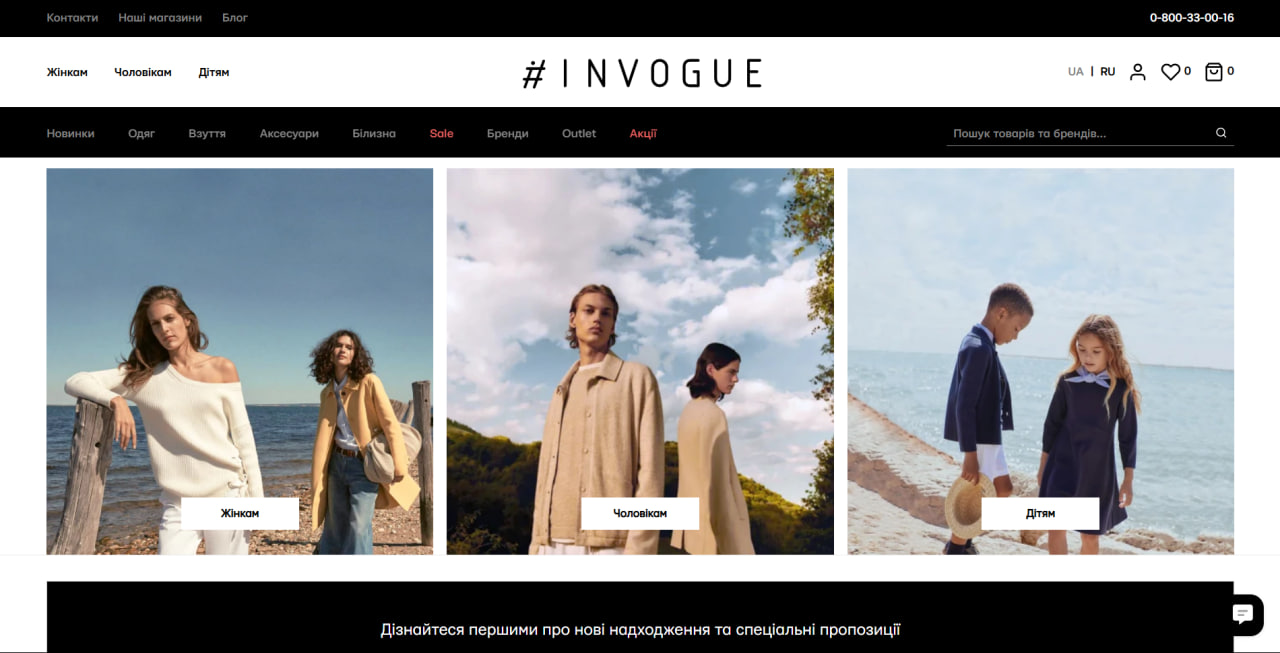 Контакти Наші магазини Блог 0-800-33-00-16
Жінкам Чоловікам Дітям #INVOGUE UA | RU 0 0
Новинки Одяг Взуття Аксесуари Білизна Sale Бренди Outlet Акції Пошук товарів та брендів...
Жінкам Чоловікам Дітям
Дізнайтеся першими про нові надходження та спеціальні пропозиції